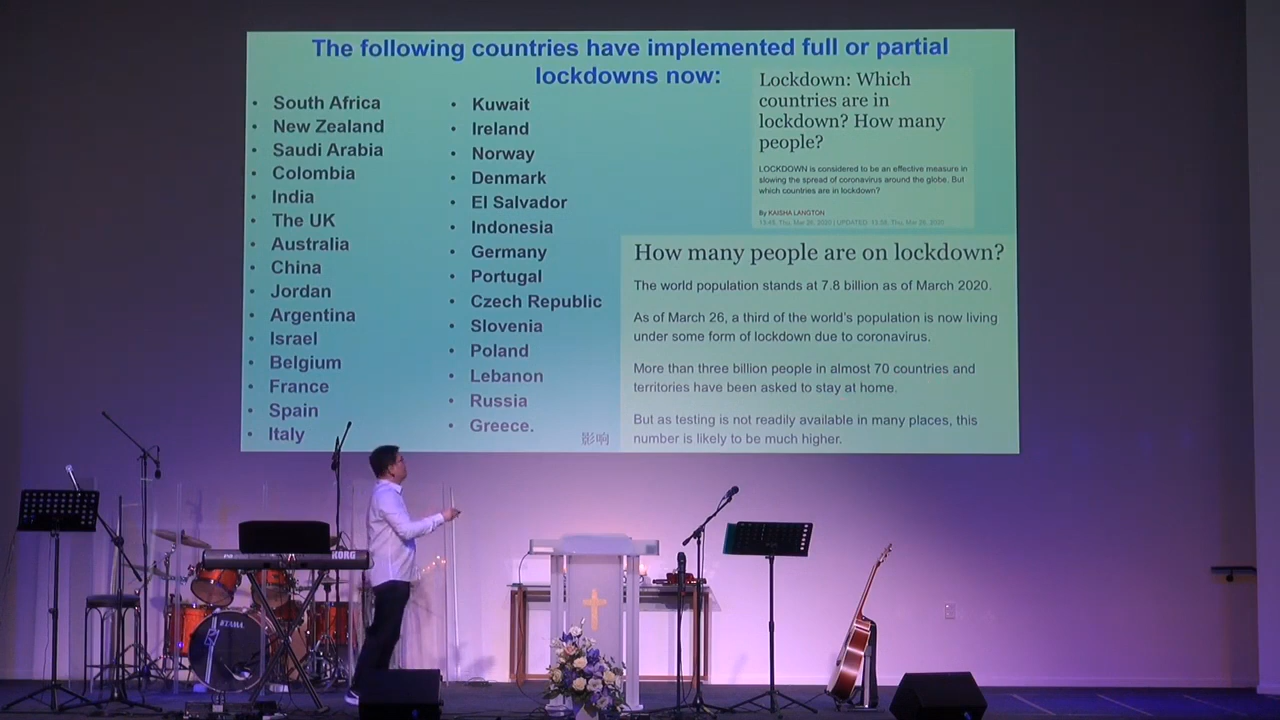 The following countries have implemented full or partial
lockdowns now:
• South Africa
• New Zealand
• Saudi Arabia
• Colombia
• India
• The UK
• Australia
• China
• Jordan
• Argentina
• Israel
• Belgium
• France
• Spain
• Italy
• Kuwait
• Ireland
• Norway
• Denmark
• El Salvador
• Indonesia
• Germany
• Portugal
• Czech Republic
• Slovenia
• Poland
• Lebanon
• Russia
• Greece.
影响
Lockdown: Which
countries are in
lockdown? How many
people?
LOCKDOWN is considered to be an effective measure in
slowing the spread of coronavirus around the globe. But
which countries are in lockdown?
By KAISHA LANGTON
How many people are on lockdown?
The world population stands at 7.8 billion as of March 2020.
As of March 26, a third of the world's population is now living
under some form of lockdown due to coronavirus.
More than three billion people in almost 70 countries and
territories have been asked to stay at home.
But as testing is not readily available in many places, this
number is likely to be much higher.
KORG
TAMA